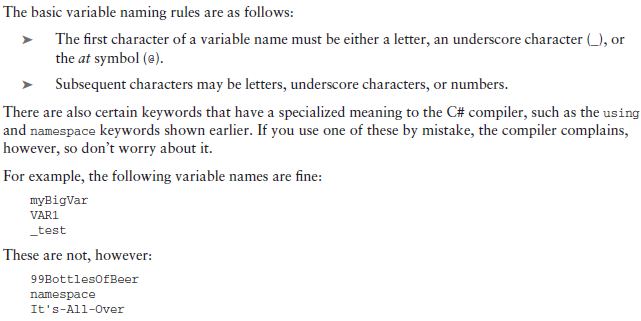 The basic variable naming rules are as follows:
➤ The first character of a variable name must be either a letter, an underscore character (_), or
the at symbol (@).
➤ Subsequent characters may be letters, underscore characters, or numbers.
There are also certain keywords that have a specialized meaning to the C# compiler, such as the using
and namespace keywords shown earlier. If you use one of these by mistake, the compiler complains,
however, so don't worry about it.
For example, the following variable names are fine:
myBigVar
VAR1
_test
These are not, however:
99BottlesOfBeer
namespace
It's-All-Over